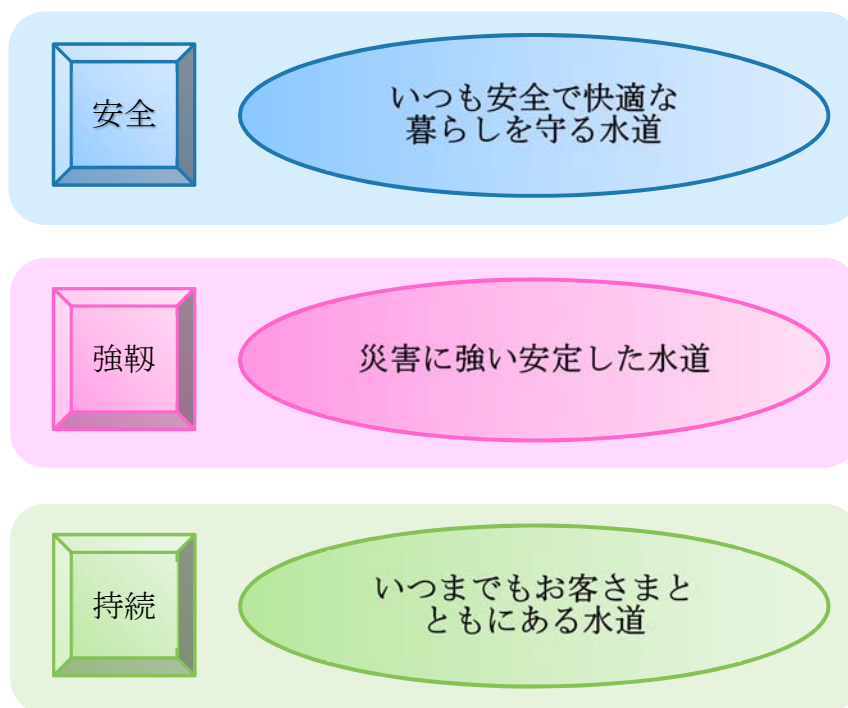 安全
いつも安全で快適な
暮らしを守る水道
強靱
災害に強い安定した水道
持続
いつまでもお客さまと
ともにある水道